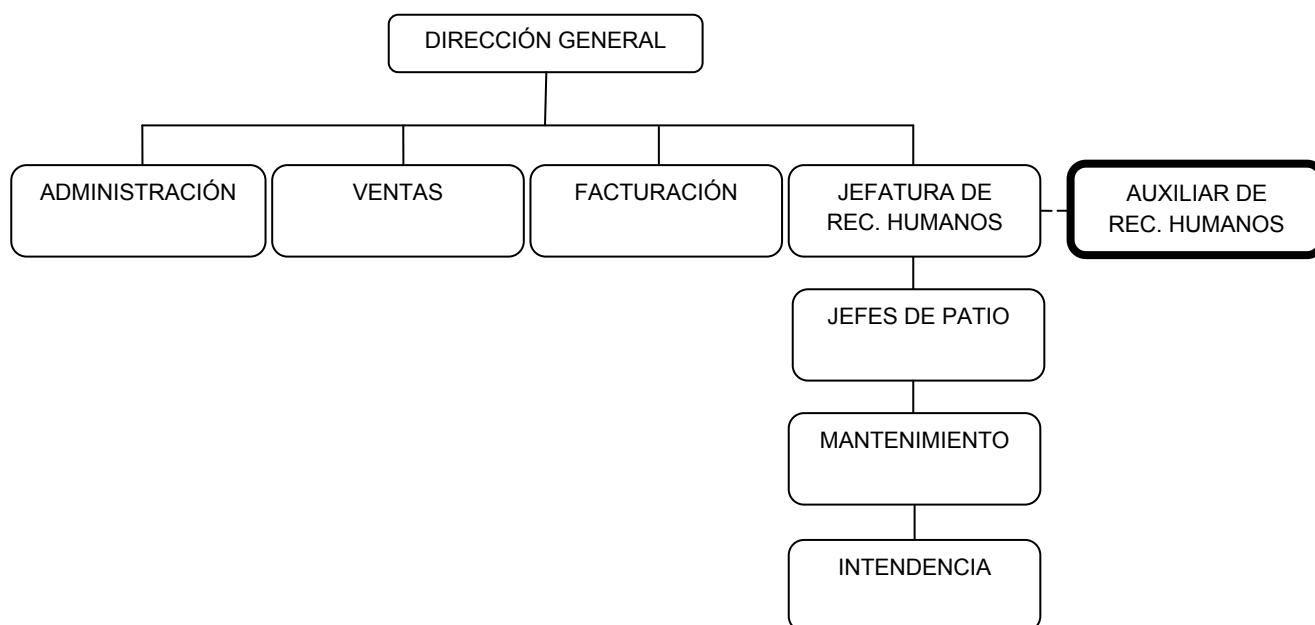 DIRECCIÓN GENERAL
ADMINISTRACIÓN
VENTAS
FACTURACIÓN
JEFATURA DE
REC. HUMANOS
AUXILIAR DE
REC. HUMANOS
JEFES DE PATIO
MANTENIMIENTO
INTENDENCIA